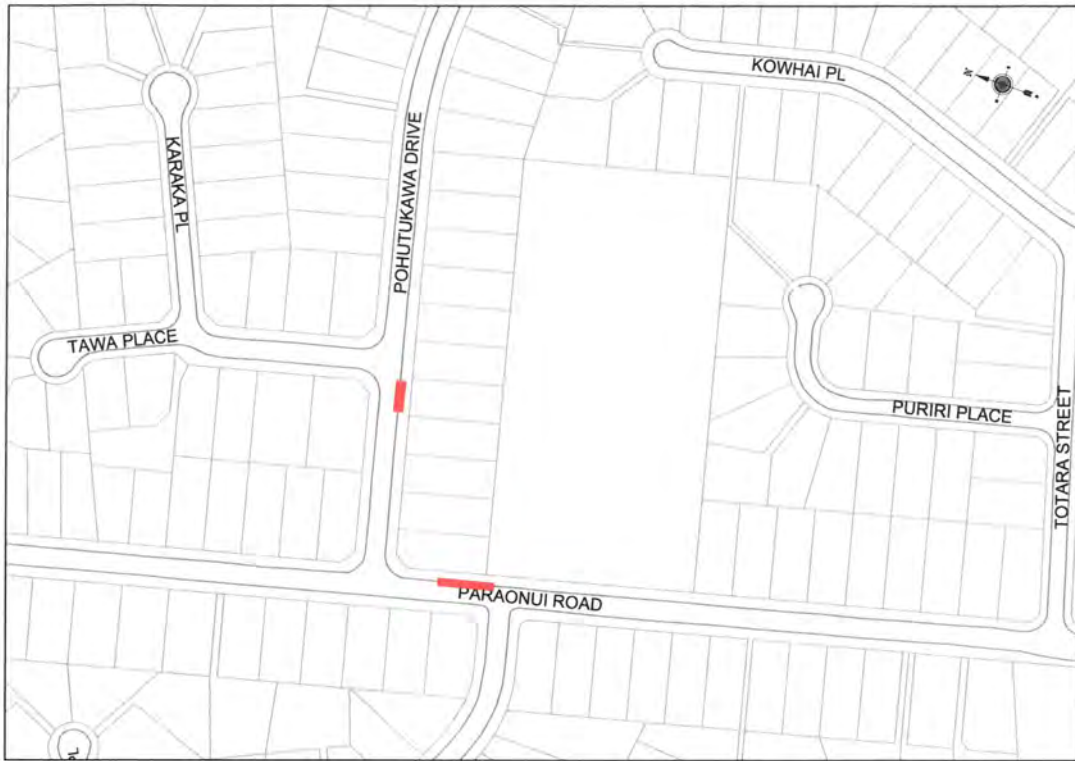 KOWHAI PL
N
KARAKA PL
POHUTUKAWA DRIVE
TAWA PLACE
PURIRI PLACE
TOTARA STREET
PARAONUI ROAD